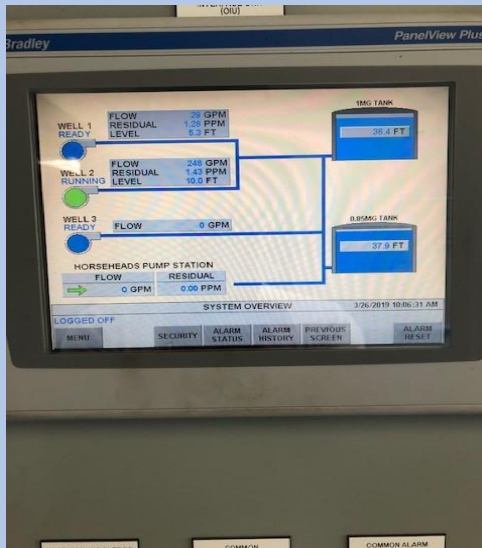 (OIU)
Bradley
PanelView Plus
1MG TANK
36.4 FT
WELL 1
READY
FLOW 29 GPM
RESIDUAL 1.28 PPM
LEVEL 5.3 FT
WELL 2
RUNNING
FLOW 248 GPM
RESIDUAL 1.43 PPM
LEVEL 10.0 FT
WELL 3
READY
FLOW 0 GPM
0.05MG TANK
37.9 FT
HORSEHEADS PUMP STATION
FLOW RESIDUAL
0 GPM 0.00 PPM
SYSTEM OVERVIEW 3/26/2019 10:06:31 AM
LOGGED OFF
MENU
SECURITY
ALARM STATUS
ALARM HISTORY
PREVIOUS SCREEN
ALARM RESET
COMMON
COMMON ALARM